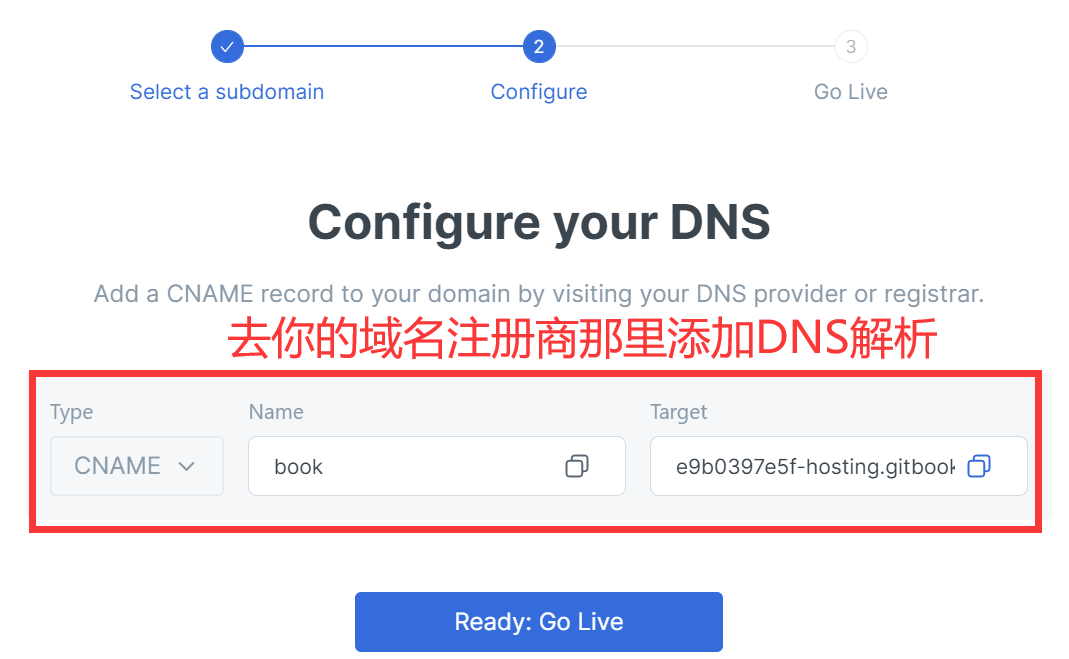 2 3
Select a subdomain Configure Go Live
Configure your DNS
Add a CNAME record to your domain by visiting your DNS provider or registrar.
去你的域名注册商那里添加DNS解析
Type Name Target
CNAME book e9b0397e5f-hosting.gitbook
Ready: Go Live